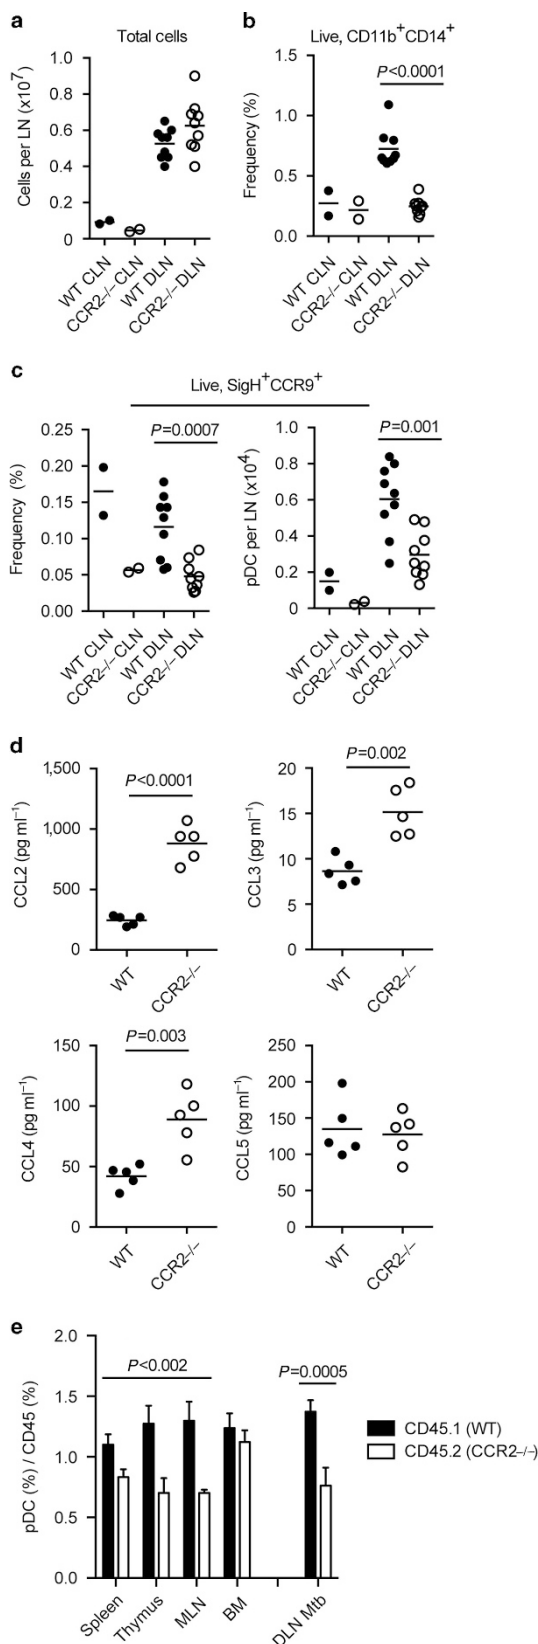 a
Total cells
Cells per LN (x10⁷)
1.0
0.8
0.6
0.4
0.2
0
WT CLN
CCR2–/–CLN
WT DLN
CCR2–/–DLN
b
Live, CD11b⁺CD14⁺
P<0.0001
Frequency (%)
1.5
1.0
0.5
0.0
WT CLN
CCR2–/–CLN
WT DLN
CCR2–/–DLN
c
Live, SigH⁺CCR9⁺
P=0.0007
Frequency (%)
0.25
0.20
0.15
0.10
0.05
0.00
WT CLN
CCR2–/–CLN
WT DLN
CCR2–/–DLN
P=0.001
pDC per LN (x10⁴)
1.0
0.8
0.6
0.4
0.2
0
WT CLN
CCR2–/–CLN
WT DLN
CCR2–/–DLN
d
P<0.0001
CCL2 (pg ml⁻¹)
1,500
1,000
500
0
WT
CCR2–/–
P=0.002
CCL3 (pg ml⁻¹)
20
15
10
5
0
WT
CCR2–/–
P=0.003
CCL4 (pg ml⁻¹)
150
100
50
0
WT
CCR2–/–
CCL5 (pg ml⁻¹)
250
200
150
100
50
0
WT
CCR2–/–
e
P<0.002
P=0.0005
pDC (%) / CD45 (%)
2.0
1.5
1.0
0.5
0.0
Spleen
Thymus
MLN
BM
DLN Mtb
CD45.1 (WT)
CD45.2 (CCR2–/–)